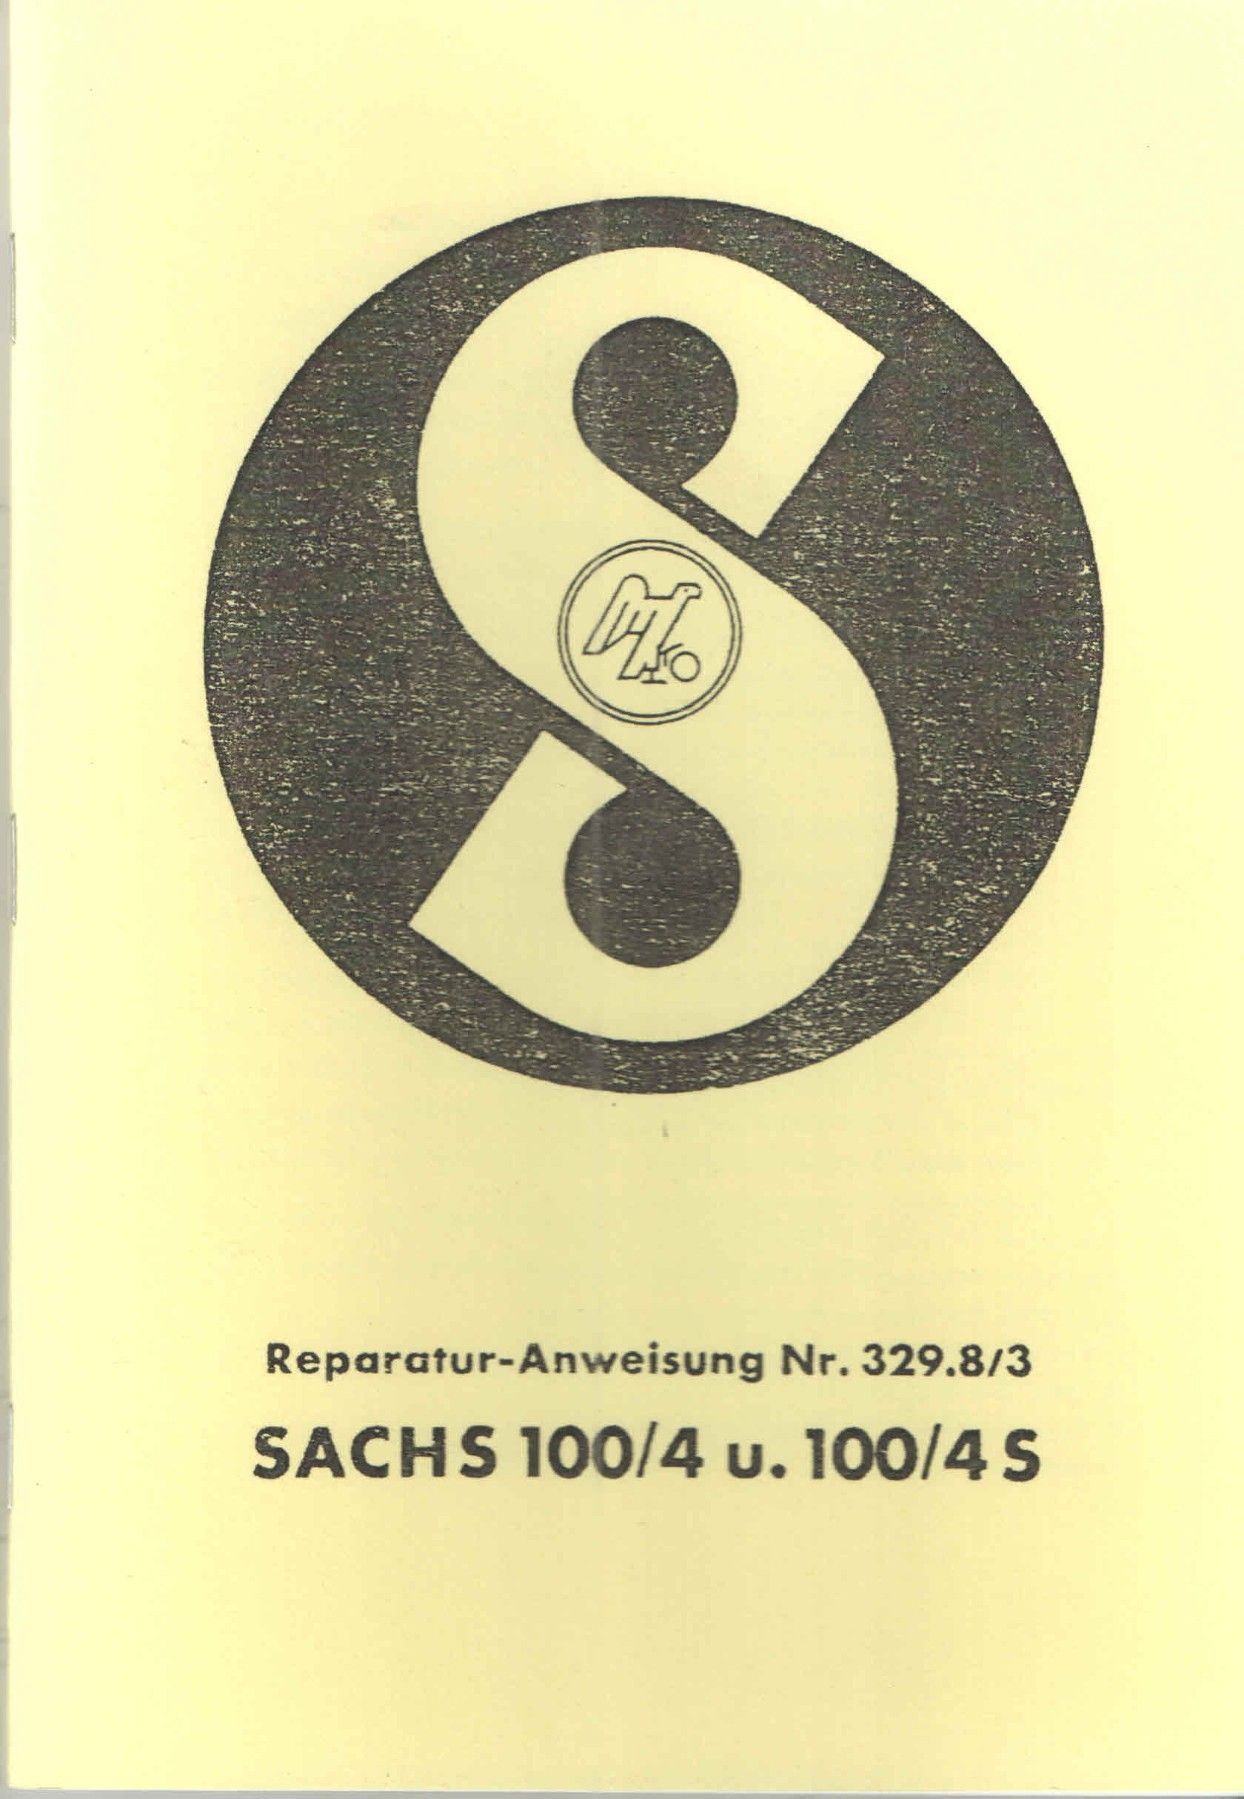 S
Reparatur-Anweisung Nr. 329.8/3
SACHS 100/4 u. 100/4 S